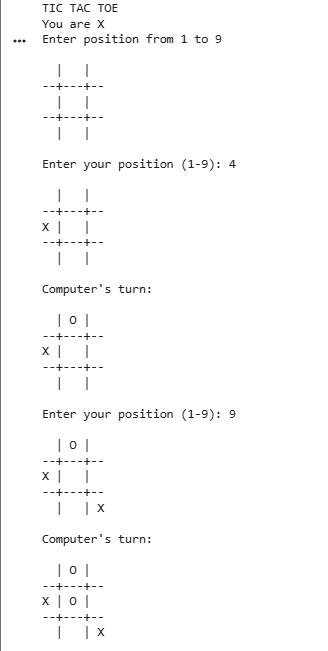 TIC TAC TOE
You are X
Enter position from 1 to 9
  |   |
--+---+--
  |   |
--+---+--
  |   |
Enter your position (1-9): 4
  |   |
--+---+--
X |   |
--+---+--
  |   |
Computer's turn:
  | O |
--+---+--
X |   |
--+---+--
  |   |
Enter your position (1-9): 9
  | O |
--+---+--
X |   |
--+---+--
  |   | X
Computer's turn:
  | O |
--+---+--
X | O |
--+---+--
  |   | X